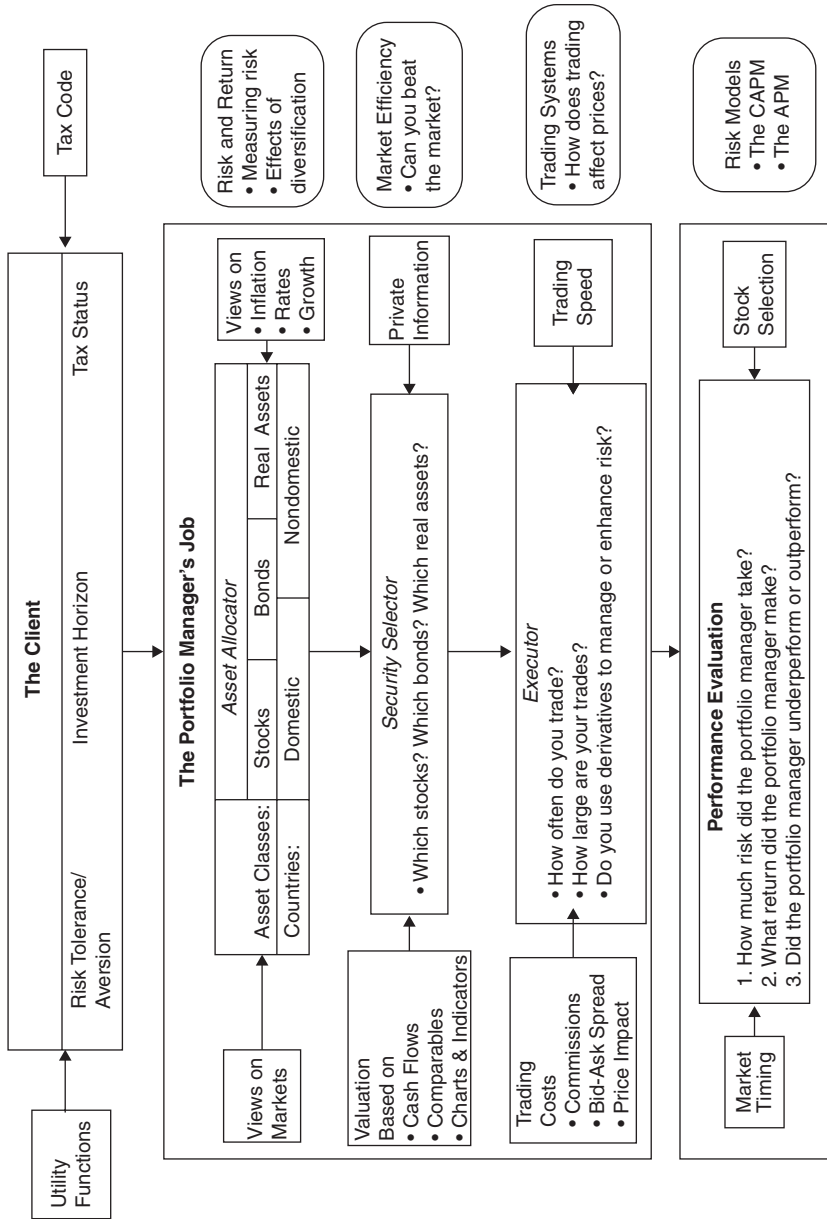 The Client
Utility
Functions
Risk Tolerance/
Aversion
Investment Horizon
Tax Status
Tax Code
The Portfolio Manager's Job
Views on
Markets
Asset Allocator
Asset Classes:
Stocks
Bonds
Real Assets
Countries:
Domestic
Nondomestic
Views on
• Inflation
• Rates
• Growth
Risk and Return
• Measuring risk
• Effects of
diversification
Valuation
Based on
• Cash Flows
• Comparables
• Charts & Indicators
Security Selector
• Which stocks? Which bonds? Which real assets?
Private
Information
Market Efficiency
• Can you beat
the market?
Trading
Costs
• Commissions
• Bid-Ask Spread
• Price Impact
Executor
• How often do you trade?
• How large are your trades?
• Do you use derivatives to manage or enhance risk?
Trading
Speed
Trading Systems
• How does trading
affect prices?
Performance Evaluation
Market
Timing
1. How much risk did the portfolio manager take?
2. What return did the portfolio manager make?
3. Did the portfolio manager underperform or outperform?
Stock
Selection
Risk Models
• The CAPM
• The APM